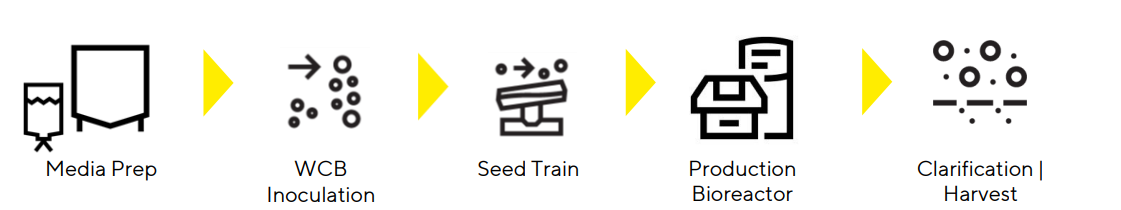 Media Prep
WCB
Inoculation
Seed Train
Production
Bioreactor
Clarification |
Harvest